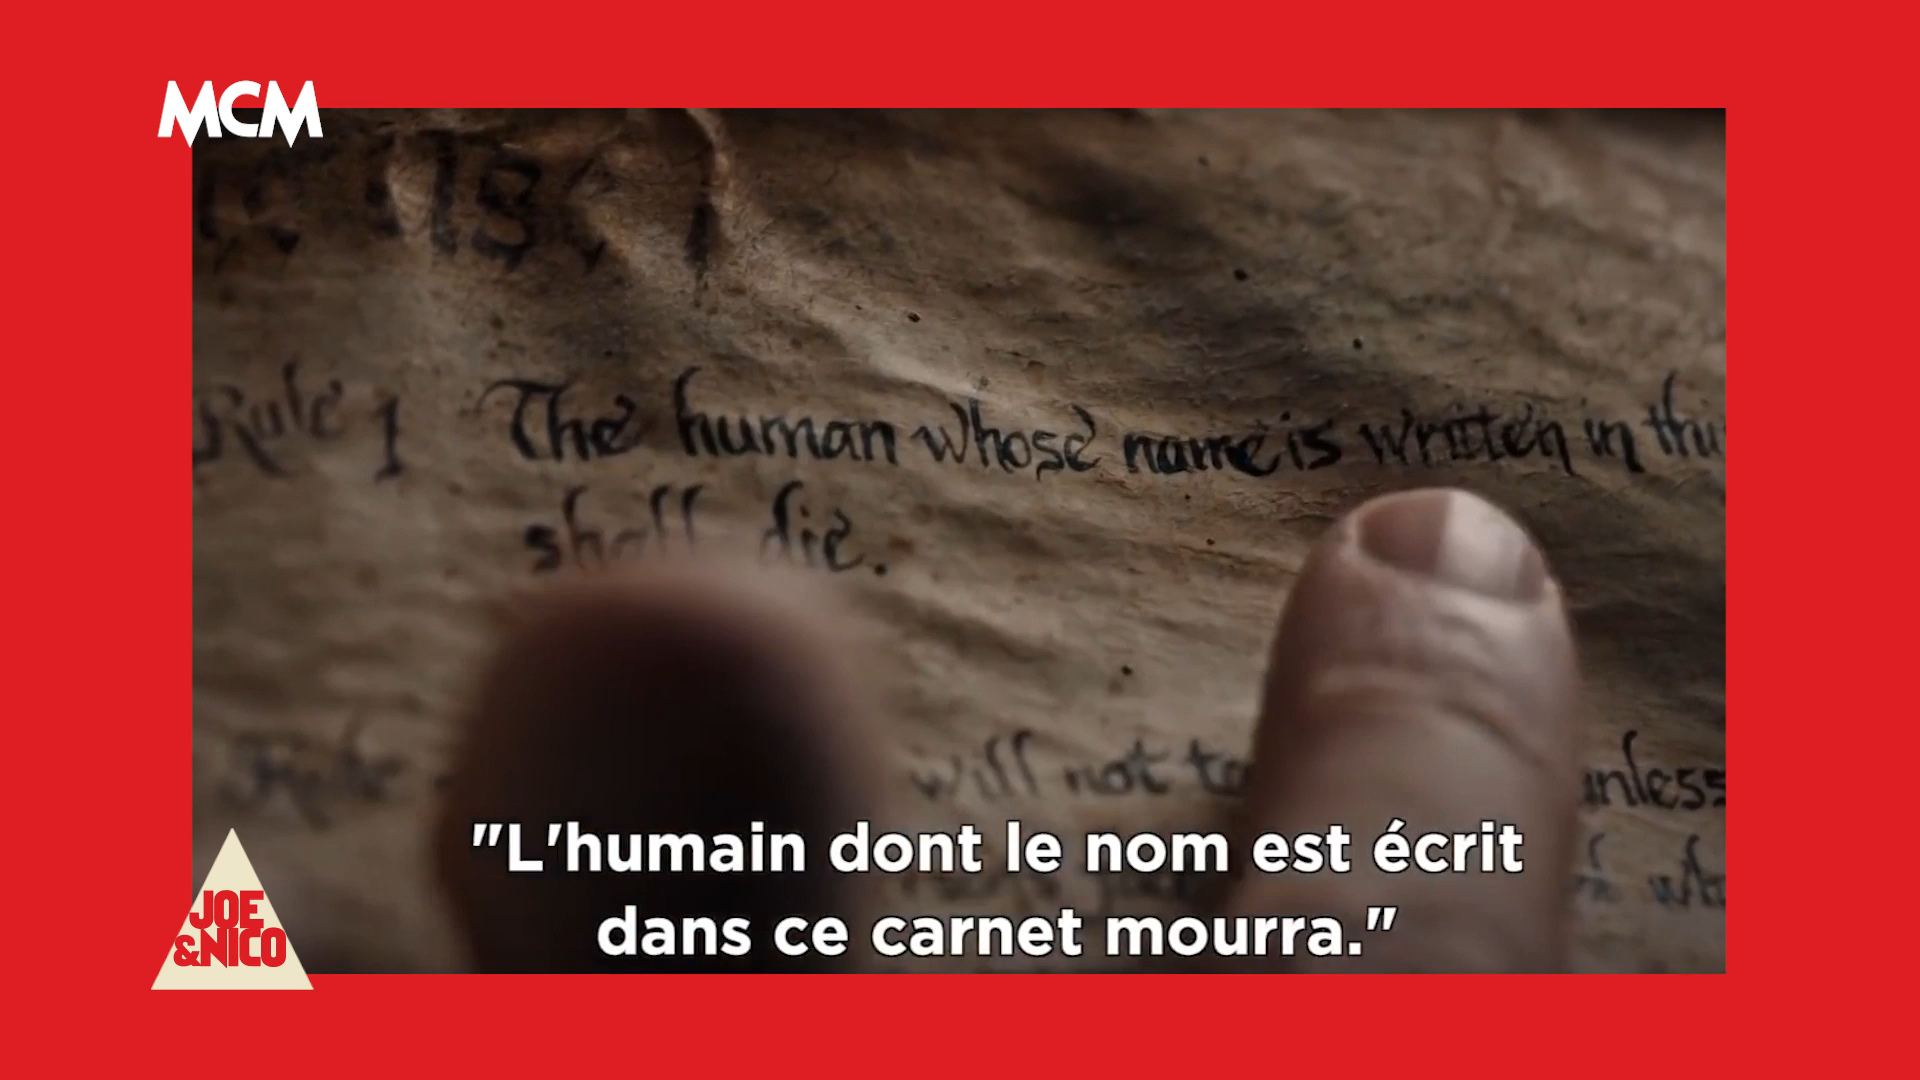 MCM
Rule 1 The human whose name is written in
shall die.
will not unless
"L'humain dont le nom est écrit
dans ce carnet mourra."
JOE
&NICO